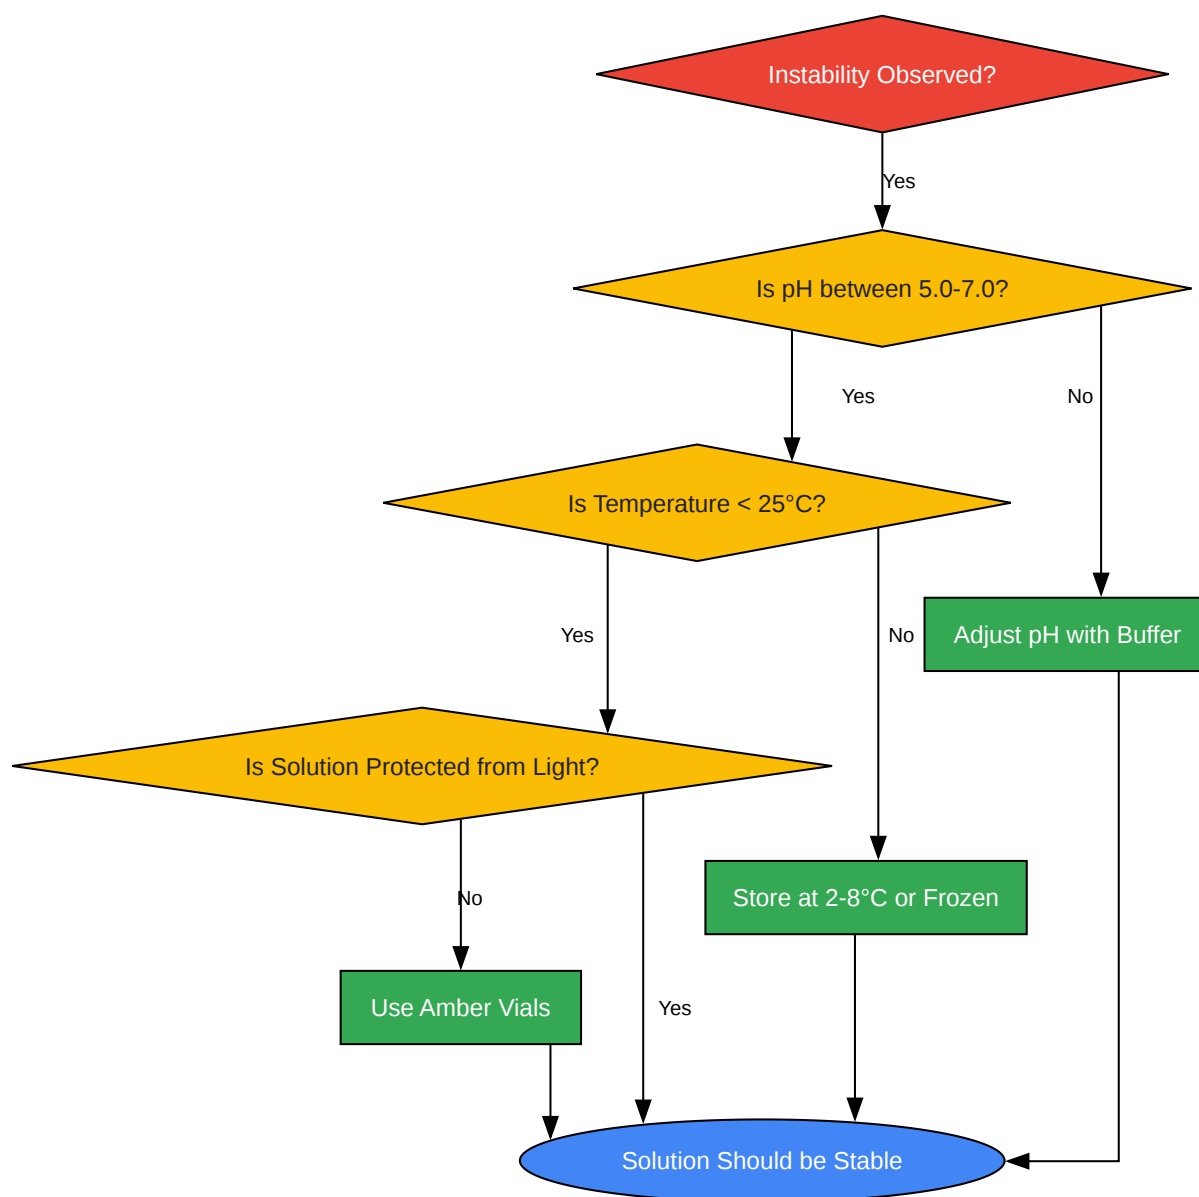 Instability Observed?
Yes
Is pH between 5.0-7.0?
Yes
No
Is Temperature < 25°C?
Yes
No
Adjust pH with Buffer
Is Solution Protected from Light?
No
Store at 2-8°C or Frozen
Use Amber Vials
Yes
Solution Should be Stable